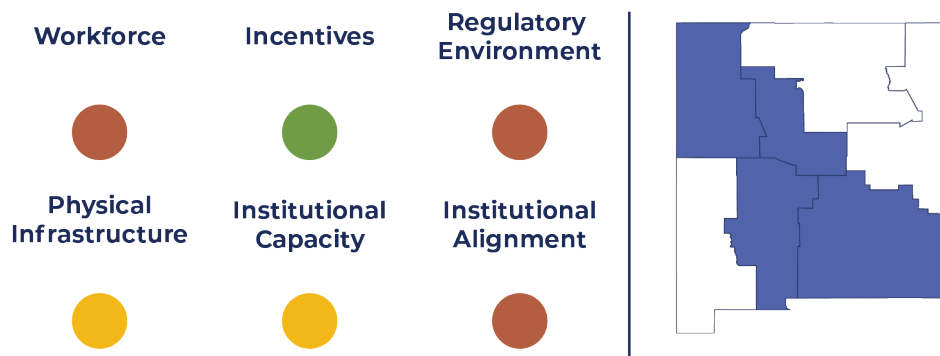 Workforce
Incentives
Regulatory
Environment
Physical
Infrastructure
Institutional
Capacity
Institutional
Alignment